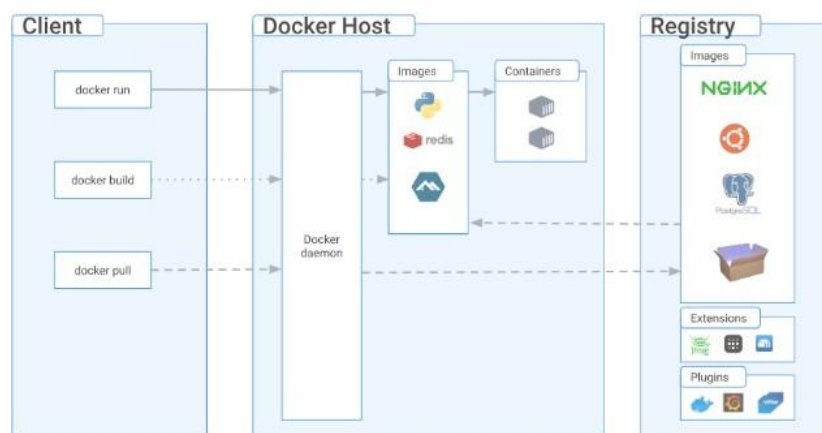 Client
docker run
docker build
docker pull
Docker Host
Docker
daemon
Images
redis
Containers
Registry
Images
NGINX
PostgreSQL
Extensions
Plugins